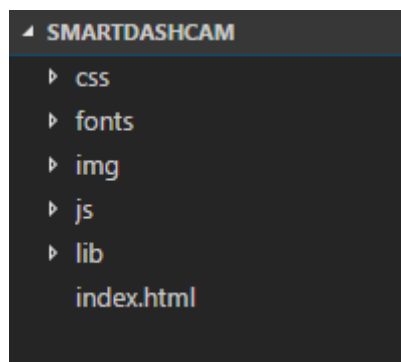 SMARTDASHCAM
css
fonts
img
js
lib
index.html